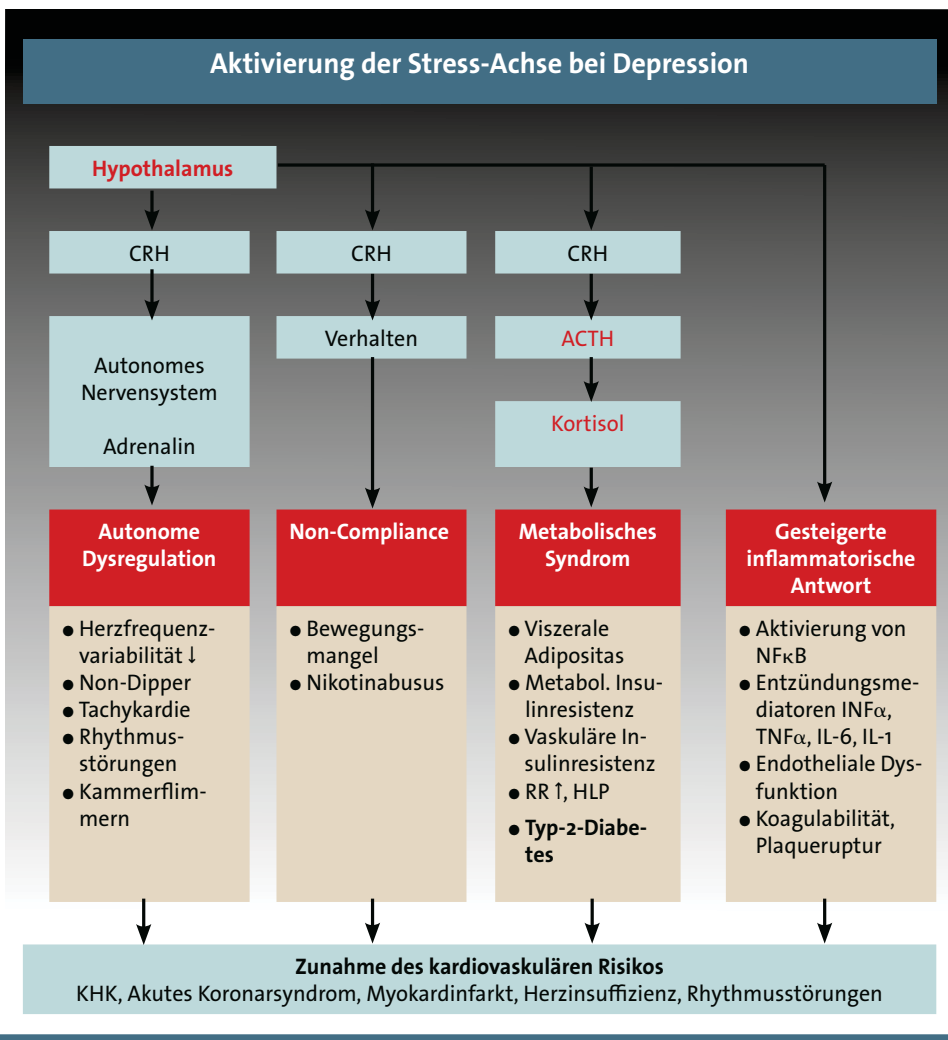 Aktivierung der Stress-Achse bei Depression
Hypothalamus
CRH
CRH
CRH
Autonomes
Nervensystem
Adrenalin
Verhalten
ACTH
Kortisol
Autonome
Dysregulation
● Herzfrequenz-
variabilität ↓
● Non-Dipper
● Tachykardie
● Rhythmus-
störungen
● Kammerflim-
mern
Non-Compliance
● Bewegungs-
mangel
● Nikotinabusus
Metabolisches
Syndrom
● Viszerale
Adipositas
● Metabol. Insu-
linresistenz
● Vaskuläre In-
sulinresistenz
● RR ↑, HLP
● Typ-2-Diabe-
tes
Gesteigerte
inflammatorische
Antwort
● Aktivierung von
NFκB
● Entzündungsme-
diatoren INFα,
TNFα, IL-6, IL-1
● Endotheliale Dys-
funktion
● Koagulabilität,
Plaqueruptur
Zunahme des kardiovaskulären Risikos
KHK, Akutes Koronarsyndrom, Myokardinfarkt, Herzinsuffizienz, Rhythmusstörungen